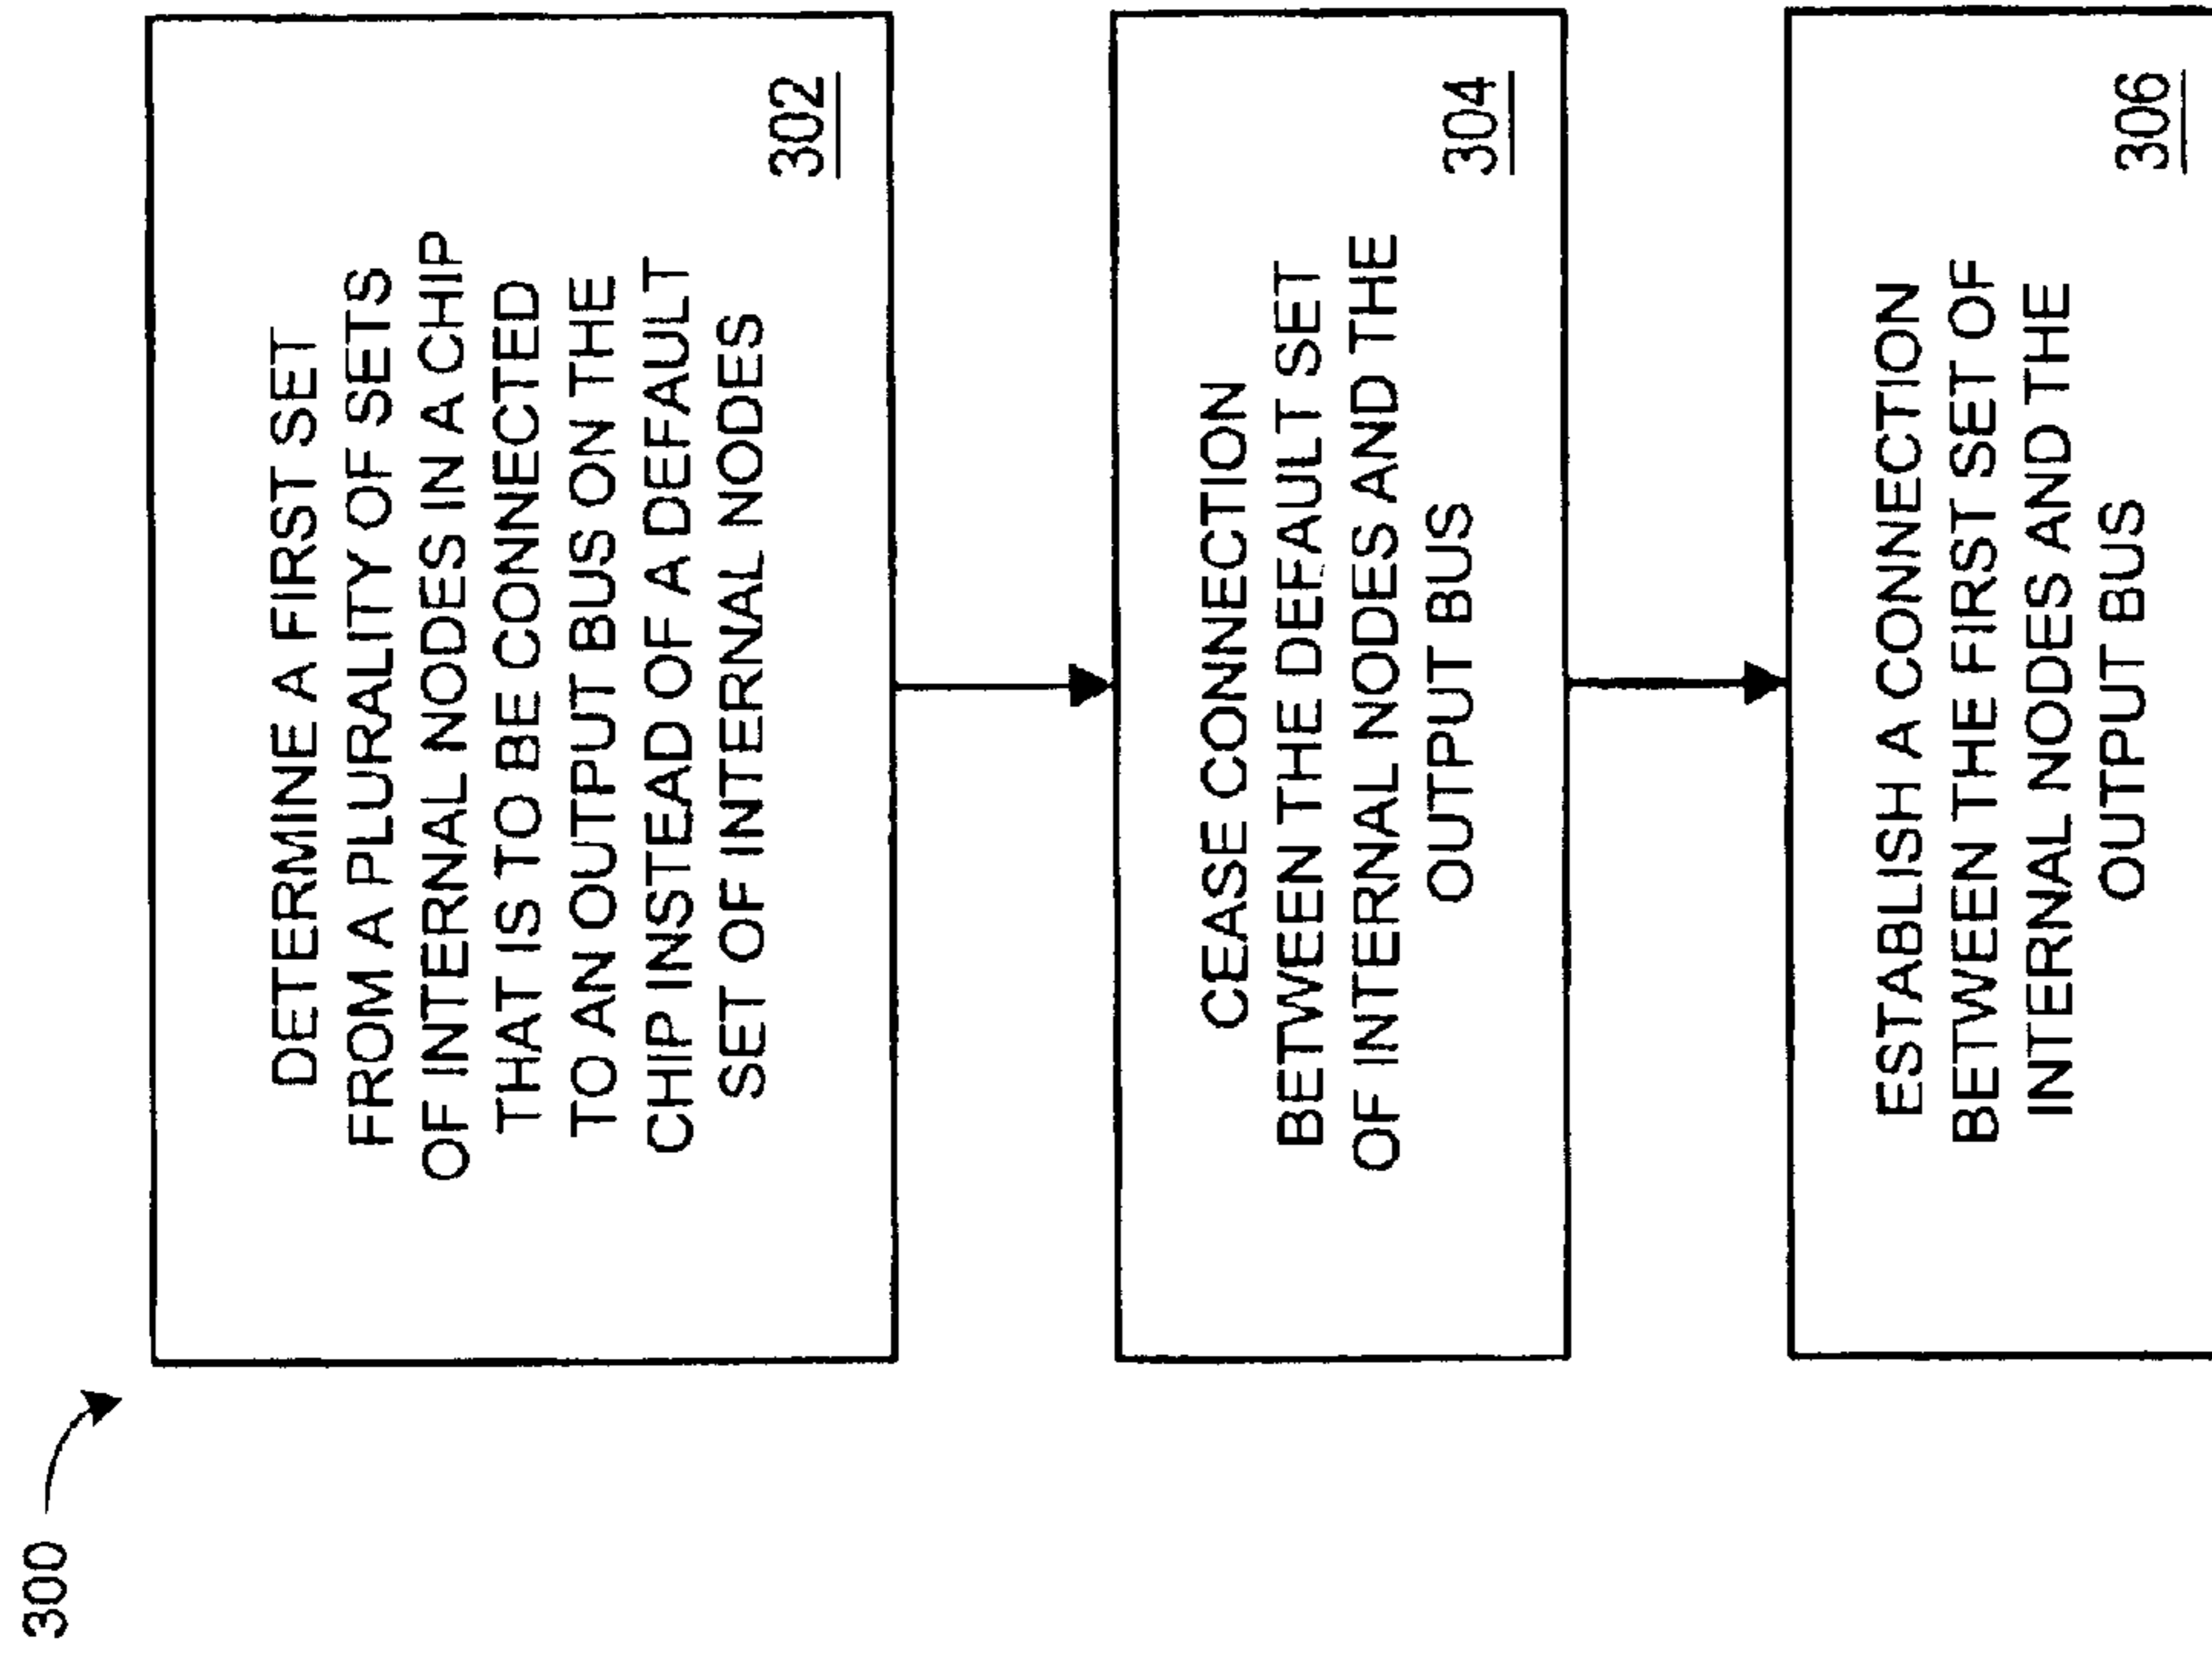 300
DETERMINE A FIRST SET
FROM A PLURALITY OF SETS
OF INTERNAL NODES IN A CHIP
THAT IS TO BE CONNECTED
TO AN OUTPUT BUS ON THE
CHIP INSTEAD OF A DEFAULT
SET OF INTERNAL NODES
302
CEASE CONNECTION
BETWEEN THE DEFAULT SET
OF INTERNAL NODES AND THE
OUTPUT BUS
304
ESTABLISH A CONNECTION
BETWEEN THE FIRST SET OF
INTERNAL NODES AND THE
OUTPUT BUS
306